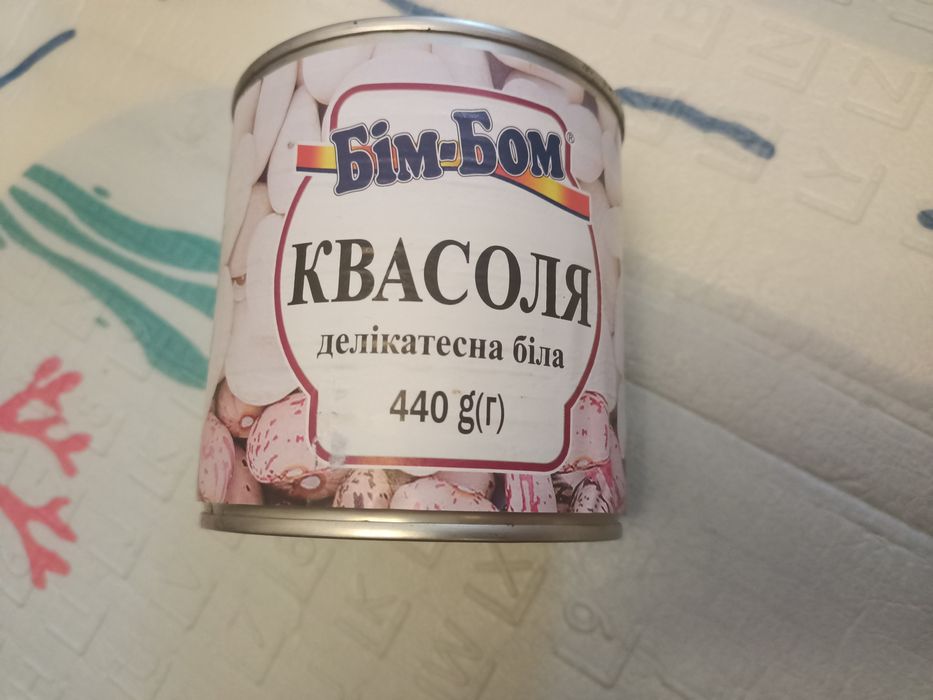 Бім-Бом®
КВАСОЛЯ
делікатесна біла
440 g(г)